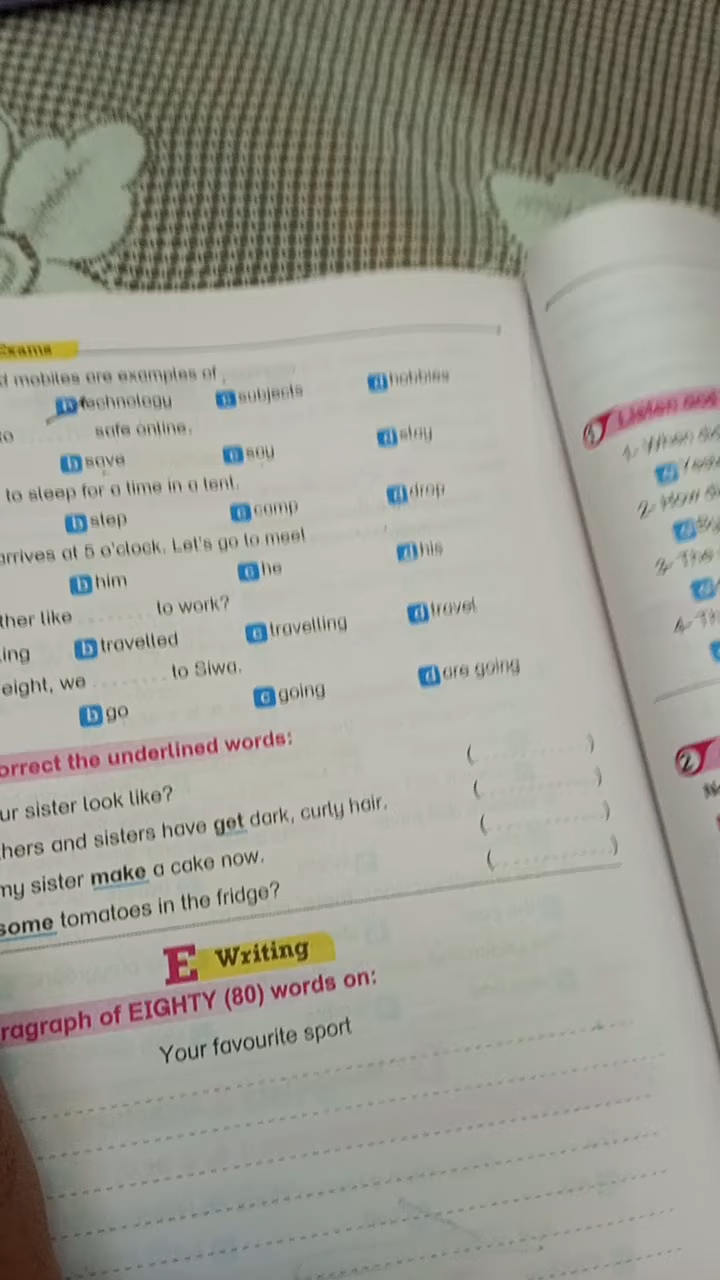 Exams
mobiles are examples of
b technology c subjects d hobbies
safe online.
b save c say d stay
to sleep for a time in a tent.
b step c camp d drop
arrives at 5 o'clock. Let's go to meet
b him c he d his
ther like to work?
ing b travelled c travelling d travel
eight, we to Siwa.
b go c going d are going
orrect the underlined words:
ur sister look like? ( )
hers and sisters have get dark, curly hair. ( )
my sister make a cake now. ( )
some tomatoes in the fridge? ( )
E Writing
ragraph of EIGHTY (80) words on:
Your favourite sport
1 Listen and
2